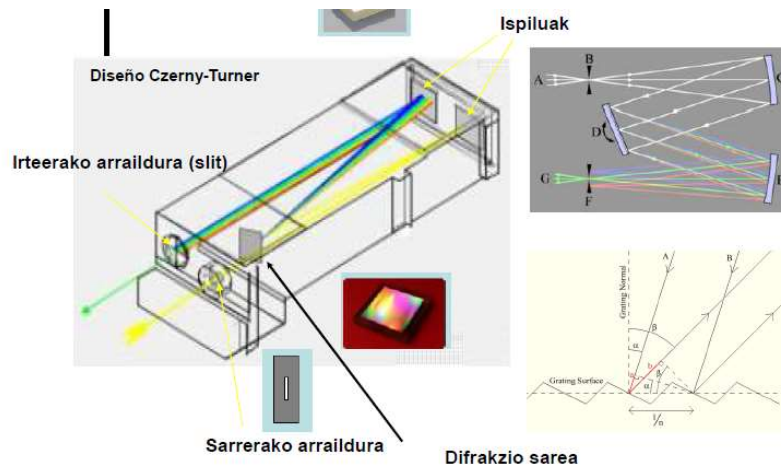 Ispiluak
Diseño Czerny-Turner
Irteerako arraildura (slit)
Sarrerako arraildura
Difrakzio sarea
A
B
C
D
E
F
G
A
B
Grating Normal
β
α
a
b
β
α
Grating Surface
1/n